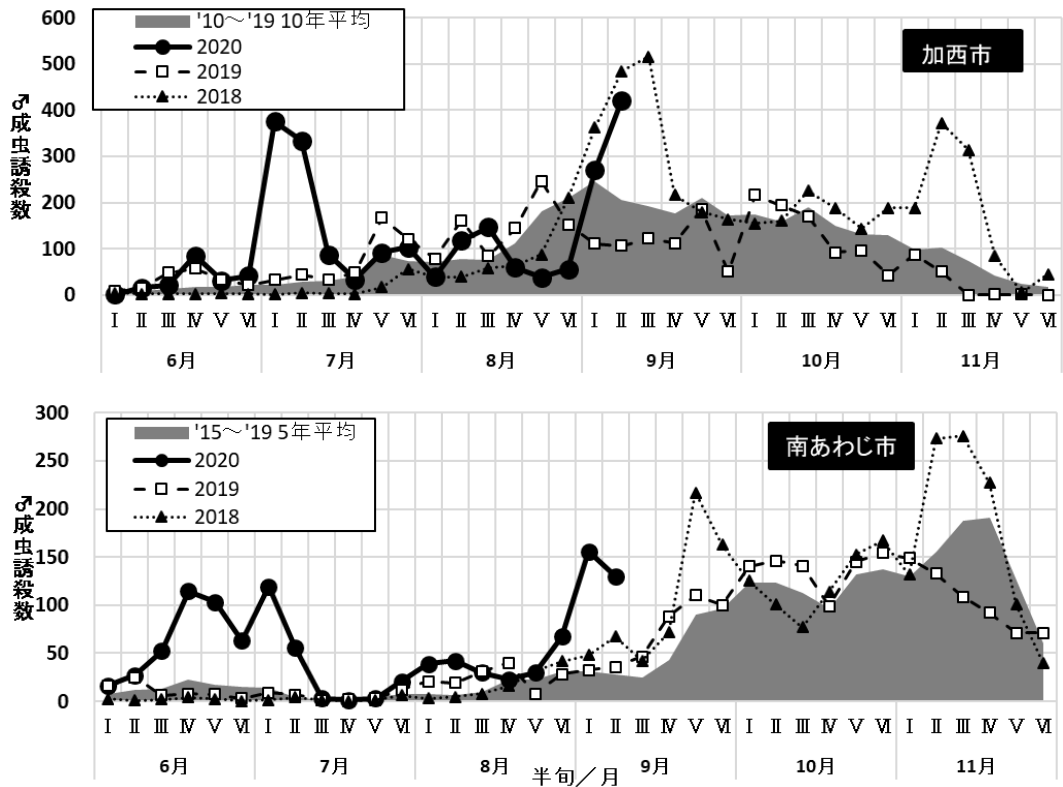 600
500
400
300
200
100
0
♂成虫誘殺数
'10～'19 10年平均
2020
2019
2018
加西市
Ⅰ Ⅱ Ⅲ Ⅳ Ⅴ Ⅵ Ⅰ Ⅱ Ⅲ Ⅳ Ⅴ Ⅵ Ⅰ Ⅱ Ⅲ Ⅳ Ⅴ Ⅵ Ⅰ Ⅱ Ⅲ Ⅳ Ⅴ Ⅵ Ⅰ Ⅱ Ⅲ Ⅳ Ⅴ Ⅵ Ⅰ Ⅱ Ⅲ Ⅳ Ⅴ Ⅵ
6月 7月 8月 9月 10月 11月
300
250
200
150
100
50
0
♂成虫誘殺数
'15～'19 5年平均
2020
2019
2018
南あわじ市
Ⅰ Ⅱ Ⅲ Ⅳ Ⅴ Ⅵ Ⅰ Ⅱ Ⅲ Ⅳ Ⅴ Ⅵ Ⅰ Ⅱ Ⅲ Ⅳ Ⅴ Ⅵ Ⅰ Ⅱ Ⅲ Ⅳ Ⅴ Ⅵ Ⅰ Ⅱ Ⅲ Ⅳ Ⅴ Ⅵ Ⅰ Ⅱ Ⅲ Ⅳ Ⅴ Ⅵ
6月 7月 8月 9月 10月 11月
半旬／月